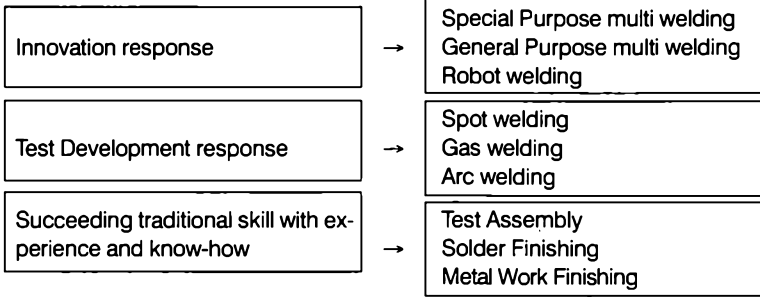 Innovation response
→
Special Purpose multi welding
General Purpose multi welding
Robot welding
Test Development response
→
Spot welding
Gas welding
Arc welding
Succeeding traditional skill with ex-
perience and know-how
→
Test Assembly
Solder Finishing
Metal Work Finishing